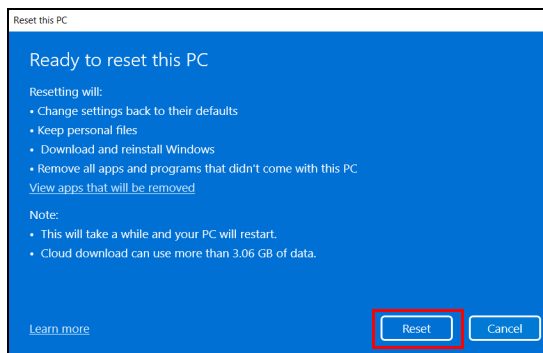 Reset this PC
Ready to reset this PC
Resetting will:
• Change settings back to their defaults
• Keep personal files
• Download and reinstall Windows
• Remove all apps and programs that didn't come with this PC
View apps that will be removed
Note:
• This will take a while and your PC will restart.
• Cloud download can use more than 3.06 GB of data.
Learn more
Reset
Cancel